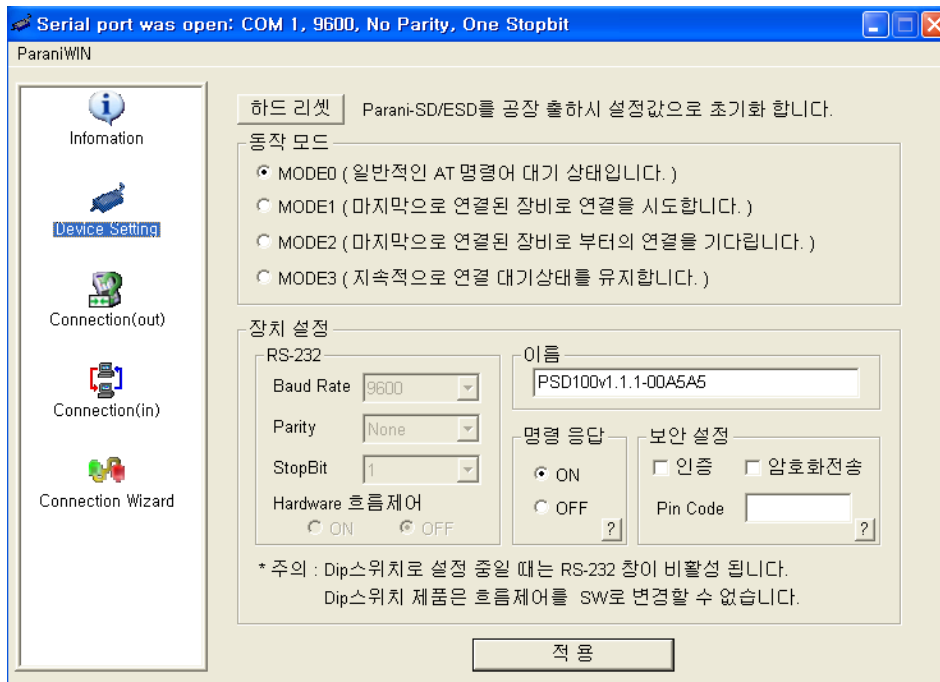 Serial port was open: COM 1, 9600, No Parity, One Stopbit
ParaniWIN
Infomation
Device Setting
Connection(out)
Connection(in)
Connection Wizard
하드 리셋 Parani-SD/ESD를 공장 출하시 설정값으로 초기화 합니다.
동작 모드
MODE0 ( 일반적인 AT 명령어 대기 상태입니다. )
MODE1 ( 마지막으로 연결된 장비로 연결을 시도합니다. )
MODE2 ( 마지막으로 연결된 장비로 부터의 연결을 기다립니다. )
MODE3 ( 지속적으로 연결 대기상태를 유지합니다. )
장치 설정
RS-232
Baud Rate 9600
Parity None
StopBit 1
Hardware 흐름제어
ON OFF
이름
PSD100v1.1.1-00A5A5
명령 응답
ON
OFF
?
보안 설정
인증 암호화전송
Pin Code
?
* 주의 : Dip스위치로 설정 중일 때는 RS-232 창이 비활성 됩니다.
Dip스위치 제품은 흐름제어를 SW로 변경할 수 없습니다.
적 용